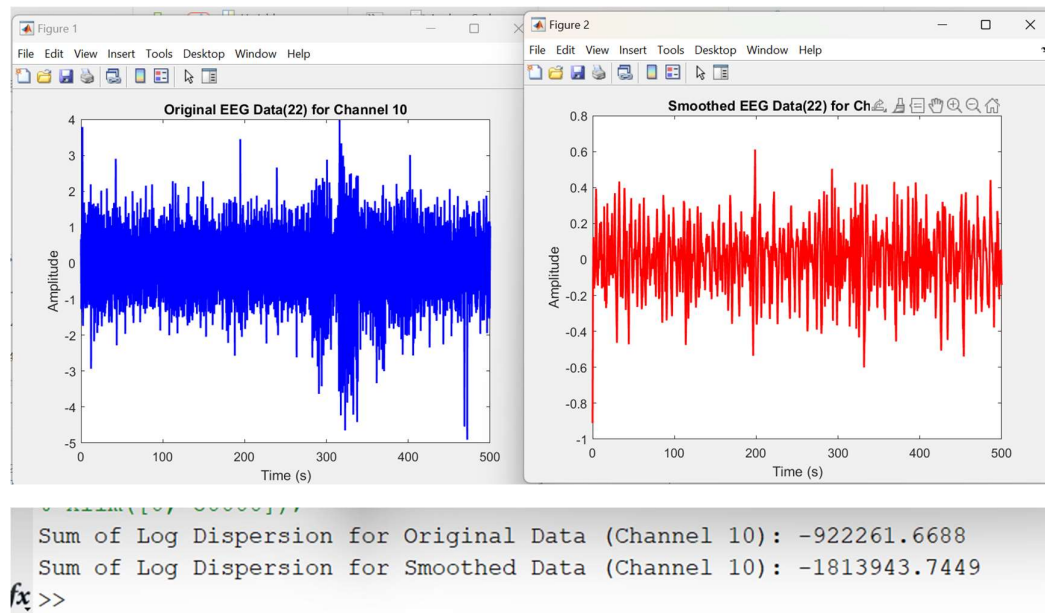 Figure 1
File Edit View Insert Tools Desktop Window Help
Original EEG Data(22) for Channel 10
4
3
2
1
0
-1
-2
-3
-4
-5
Amplitude
0 100 200 300 400 500
Time (s)
Figure 2
File Edit View Insert Tools Desktop Window Help
Smoothed EEG Data(22) for Ch
0.8
0.6
0.4
0.2
0
-0.2
-0.4
-0.6
-0.8
-1
Amplitude
0 100 200 300 400 500
Time (s)
Sum of Log Dispersion for Original Data (Channel 10): -922261.6688
Sum of Log Dispersion for Smoothed Data (Channel 10): -1813943.7449
fx >>